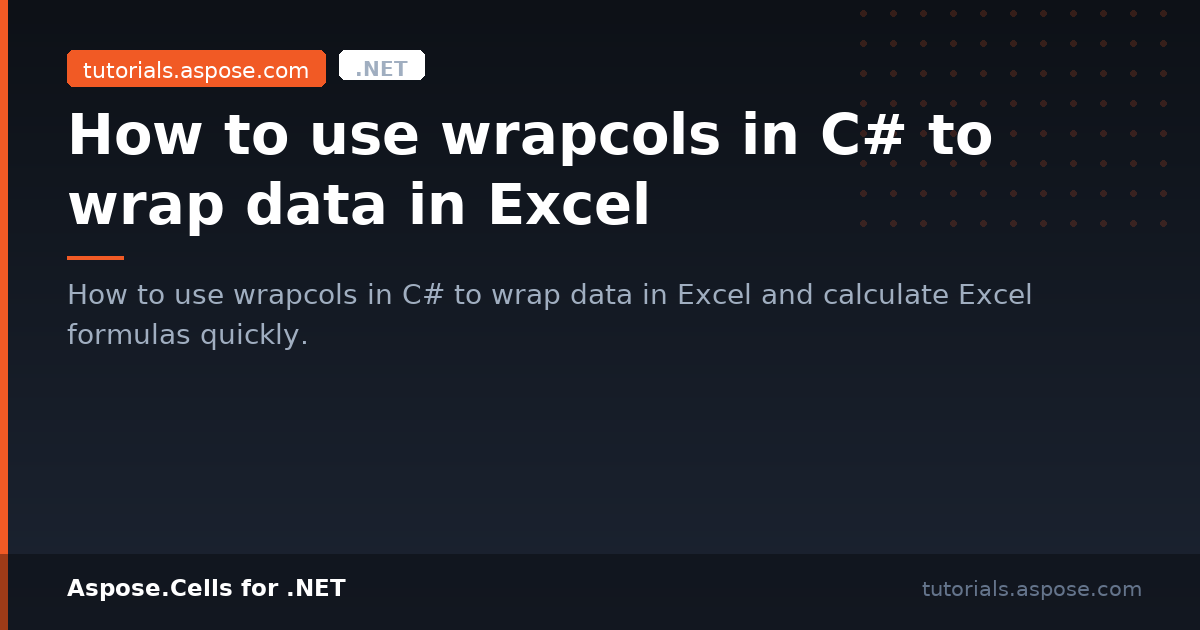 tutorials.aspose.com
.NET
How to use wrapcols in C# to
wrap data in Excel
How to use wrapcols in C# to wrap data in Excel and calculate Excel
formulas quickly.
Aspose.Cells for .NET
tutorials.aspose.com